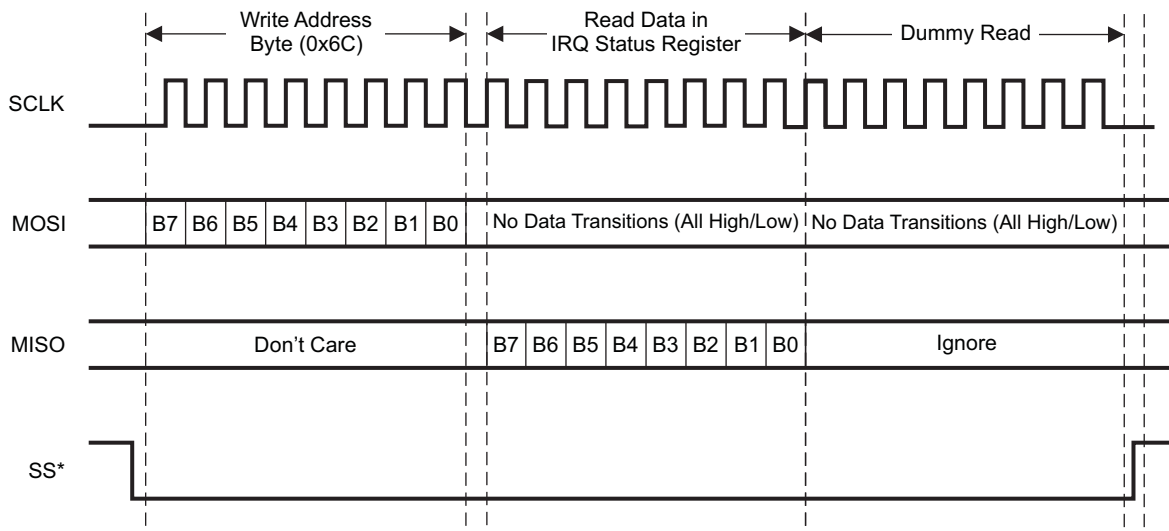 Write Address
Byte (0x6C)
Read Data in
IRQ Status Register
Dummy Read
SCLK
MOSI
B7 B6 B5 B4 B3 B2 B1 B0
No Data Transitions (All High/Low)
No Data Transitions (All High/Low)
MISO
Don't Care
B7 B6 B5 B4 B3 B2 B1 B0
Ignore
SS*